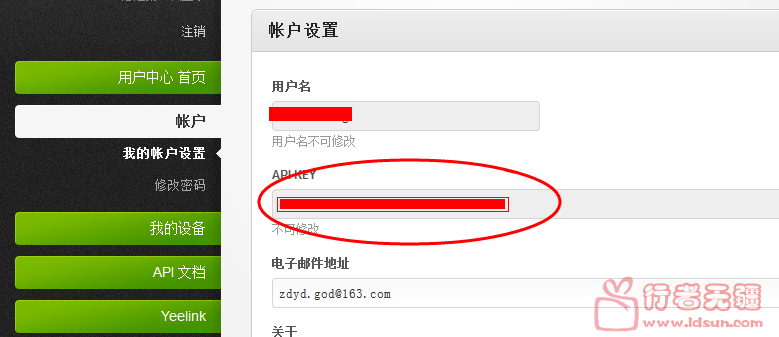 注销
用户中心 首页
帐户
我的帐户设置
修改密码
我的设备
API 文档
Yeelink
帐户设置
用户名
用户名不可修改
API KEY
不可修改
电子邮件地址
zdyd.god@163.com
关于
行者无疆
www.ldsun.com